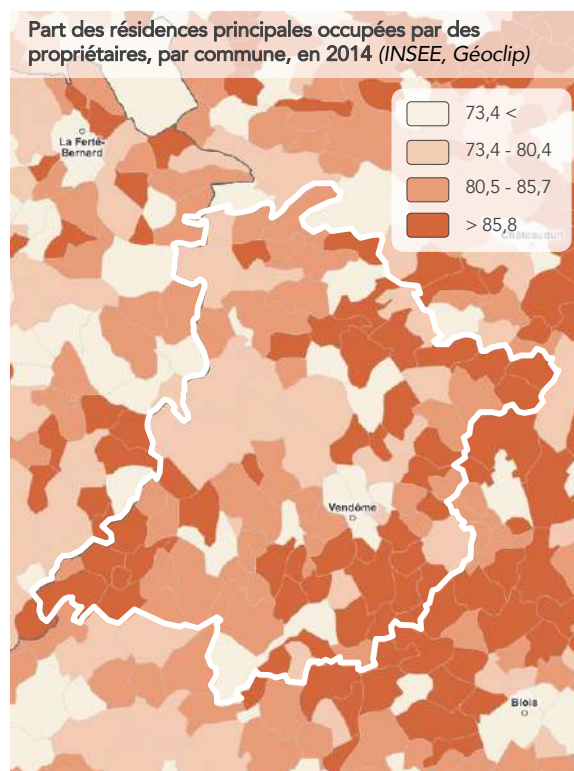 Part des résidences principales occupées par des
propriétaires, par commune, en 2014 (INSEE, Géoclip)
73,4 <
73,4 - 80,4
80,5 - 85,7
> 85,8
Châteaudun
La Ferté-
Bernard
Vendôme
Blois